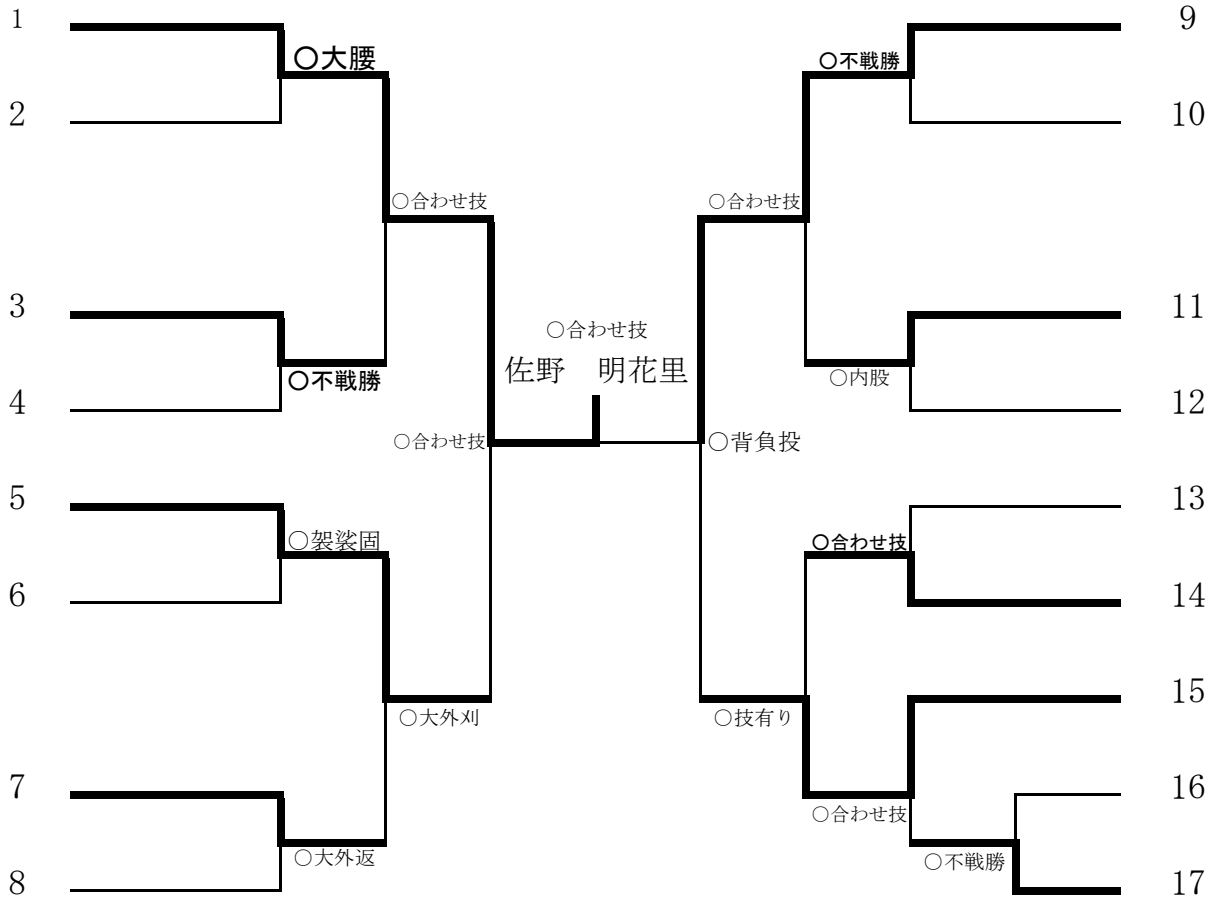 1
9
○大腰
○不戦勝
2
10
○合わせ技
○合わせ技
3
11
○合わせ技
佐野　明花里
○不戦勝
○内股
4
12
○合わせ技
○背負投
5
13
○袈裟固
○合わせ技
6
14
15
○大外刈
○技有り
7
16
○合わせ技
○大外返
○不戦勝
8
17